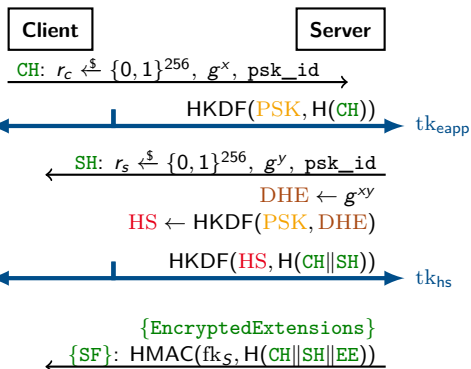 Client Server
CH: r_c ←$ {0, 1}^256, g^x, psk_id
HKDF(PSK, H(CH))
tk_eapp
SH: r_s ←$ {0, 1}^256, g^y, psk_id
DHE ← g^xy
HS ← HKDF(PSK, DHE)
HKDF(HS, H(CH‖SH))
tk_hs
{EncryptedExtensions}
{SF}: HMAC(fk_S, H(CH‖SH‖EE))